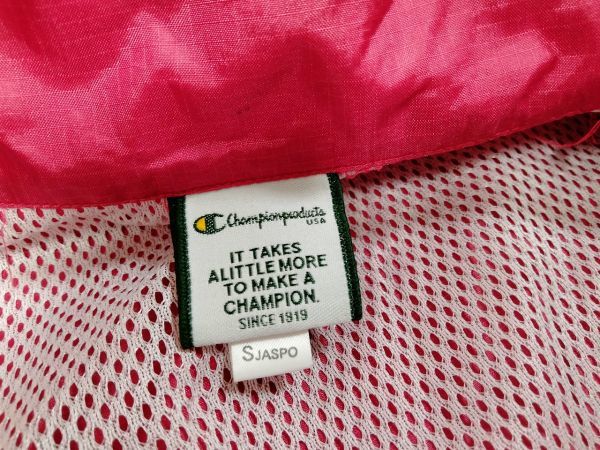 Championproducts
USA
IT TAKES
ALITTLE MORE
TO MAKE A
CHAMPION.
SINCE 1919
SJASPO